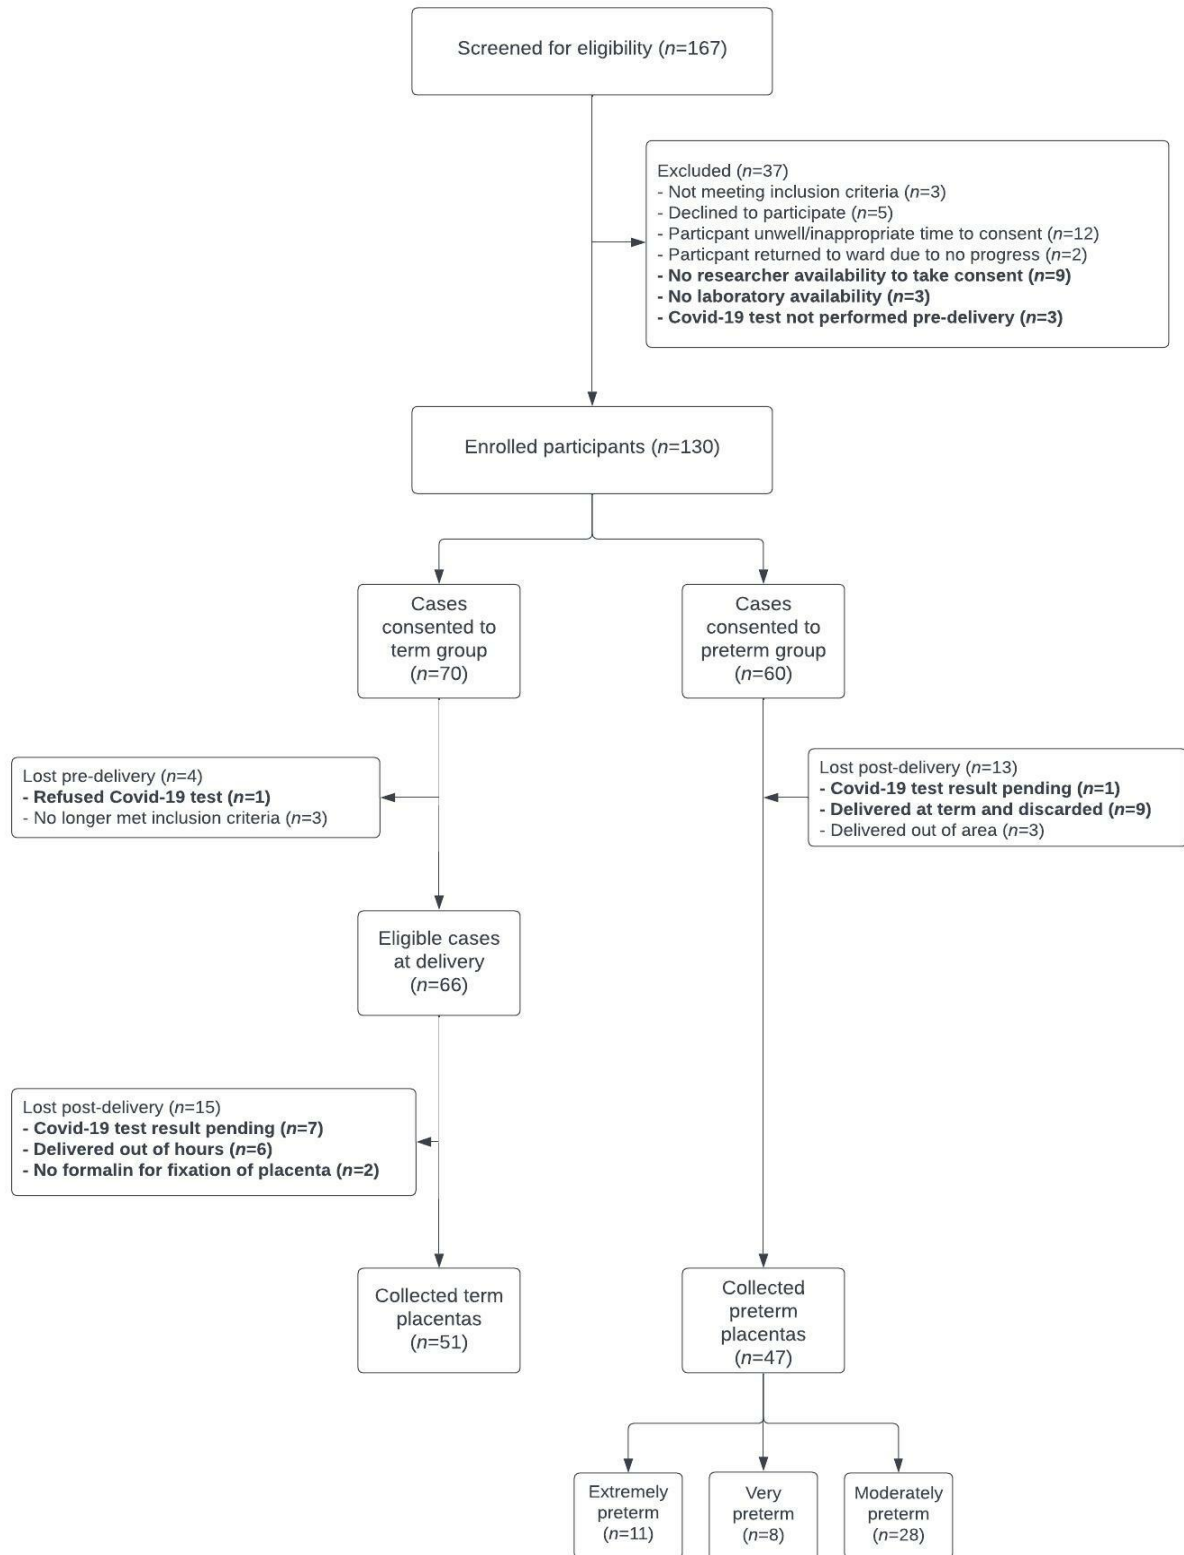 Screened for eligibility (n=167)
Excluded (n=37)
- Not meeting inclusion criteria (n=3)
- Declined to participate (n=5)
- Particpant unwell/inappropriate time to consent (n=12)
- Particpant returned to ward due to no progress (n=2)
- No researcher availability to take consent (n=9)
- No laboratory availability (n=3)
- Covid-19 test not performed pre-delivery (n=3)
Enrolled participants (n=130)
Cases
consented to
term group
(n=70)
Cases
consented to
preterm group
(n=60)
Lost pre-delivery (n=4)
- Refused Covid-19 test (n=1)
- No longer met inclusion criteria (n=3)
Lost post-delivery (n=13)
- Covid-19 test result pending (n=1)
- Delivered at term and discarded (n=9)
- Delivered out of area (n=3)
Eligible cases
at delivery
(n=66)
Lost post-delivery (n=15)
- Covid-19 test result pending (n=7)
- Delivered out of hours (n=6)
- No formalin for fixation of placenta (n=2)
Collected term
placentas
(n=51)
Collected
preterm
placentas
(n=47)
Extremely
preterm
(n=11)
Very
preterm
(n=8)
Moderately
preterm
(n=28)